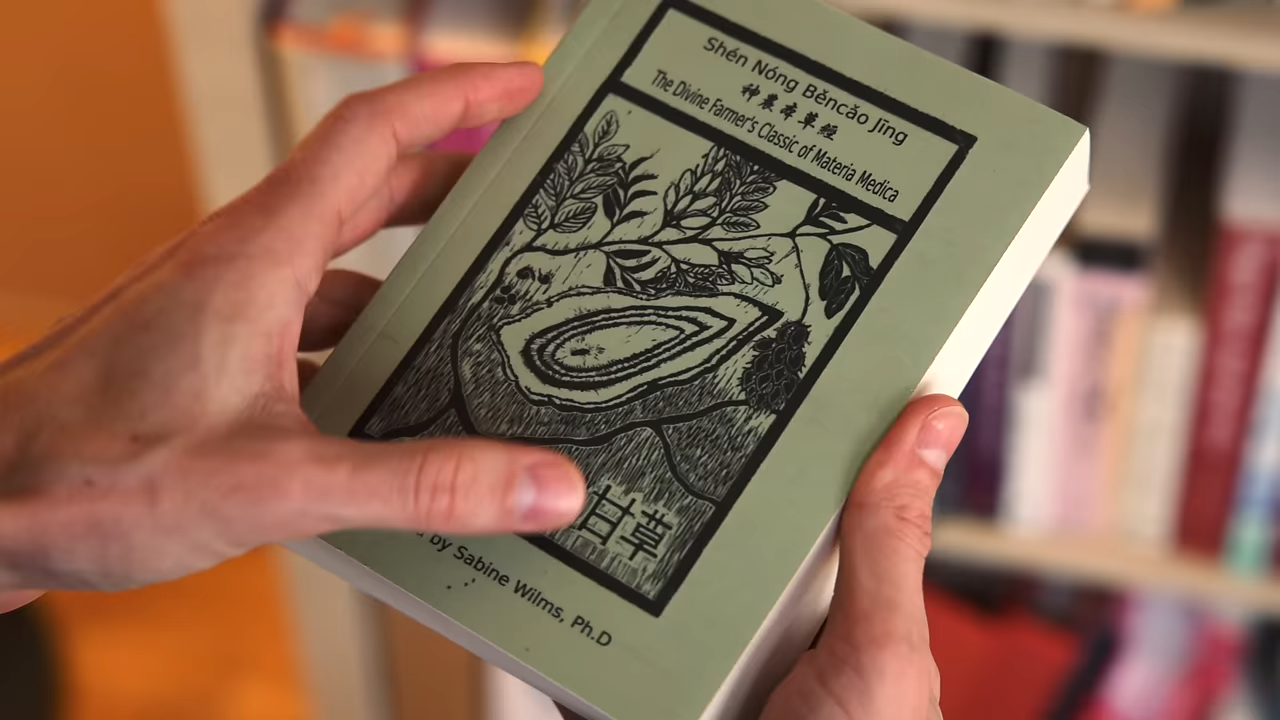 Shén Nóng Běncǎo Jīng
神農本草經
The Divine Farmer's Classic of Materia Medica
甘草
by Sabine Wilms, Ph.D